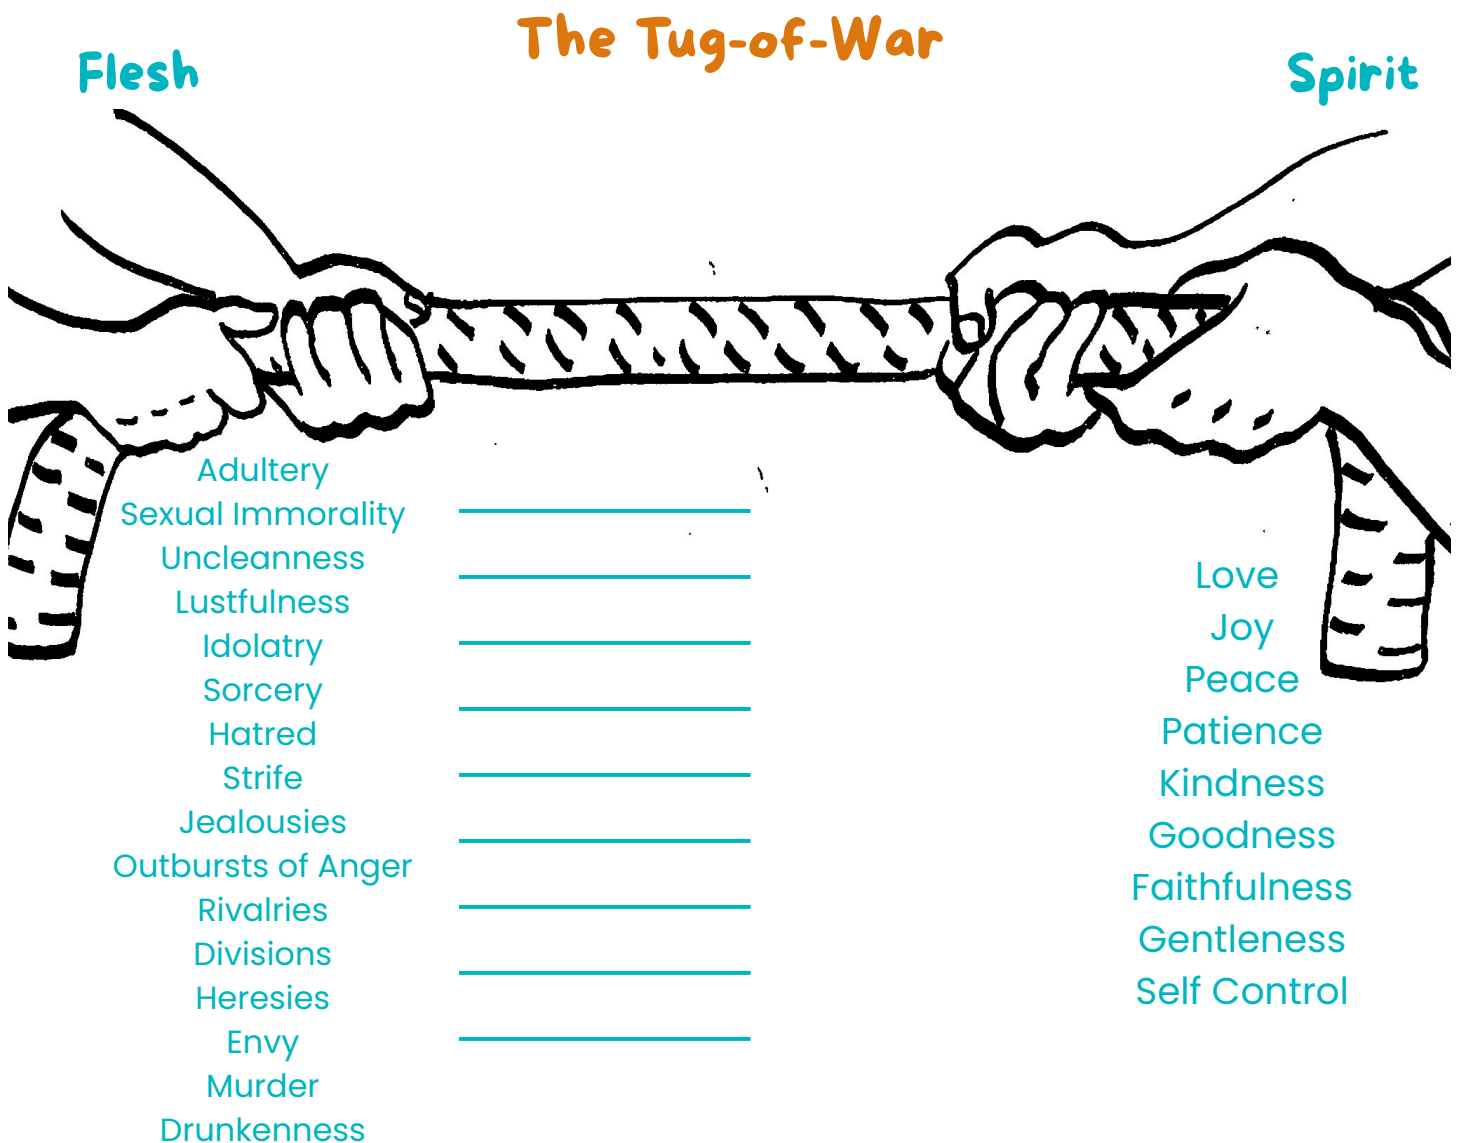 The Tug-of-War
Flesh
Spirit
Adultery
Sexual Immorality
Uncleanness
Lustfulness
Idolatry
Sorcery
Hatred
Strife
Jealousies
Outbursts of Anger
Rivalries
Divisions
Heresies
Envy
Murder
Drunkenness
Love
Joy
Peace
Patience
Kindness
Goodness
Faithfulness
Gentleness
Self Control